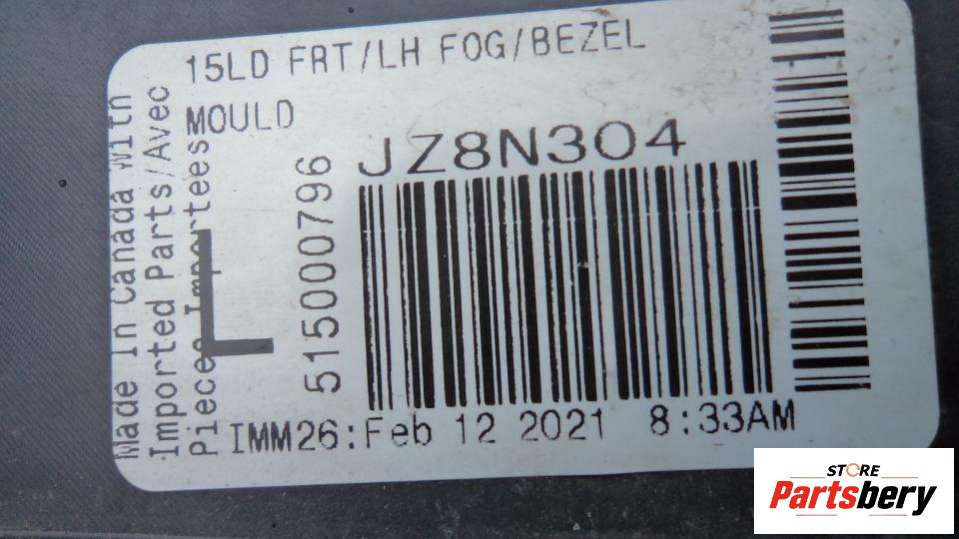 15LD FRT/LH FOG/BEZEL
MOULD
JZ8N304
515000796
L
Made In Canada With
Imported Parts/Avec
Pieces Importees
IMM26:Feb 12 2021 8:33AM
STORE
Partsbery